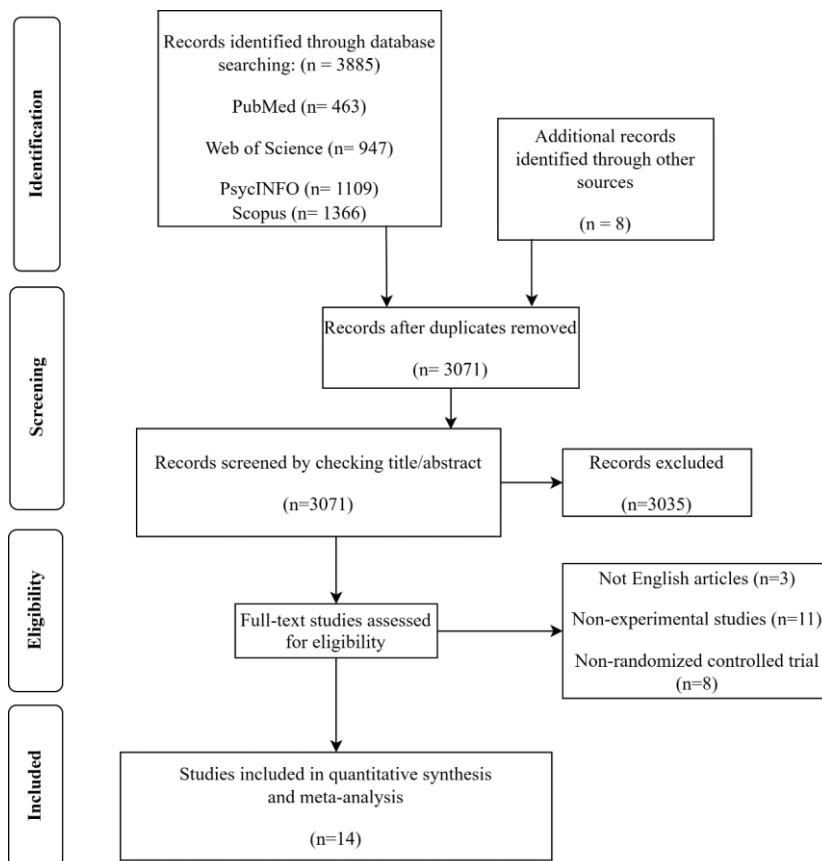 Identification
Records identified through database
searching: (n = 3885)
PubMed (n= 463)
Web of Science (n= 947)
PsycINFO (n= 1109)
Scopus (n= 1366)
Additional records
identified through other
sources
(n = 8)
Screening
Records after duplicates removed
(n= 3071)
Records screened by checking title/abstract
(n=3071)
Records excluded
(n=3035)
Eligibility
Full-text studies assessed
for eligibility
Not English articles (n=3)
Non-experimental studies (n=11)
Non-randomized controlled trial
(n=8)
Included
Studies included in quantitative synthesis
and meta-analysis
(n=14)